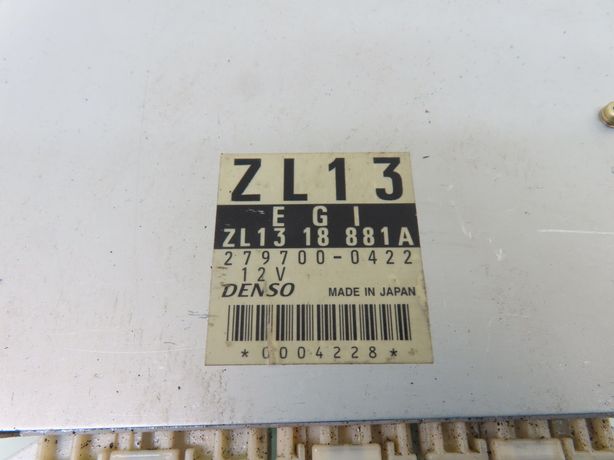 ZL13
EGI
ZL13 18 881A
279700-0422
12V
DENSO MADE IN JAPAN
*0004228*